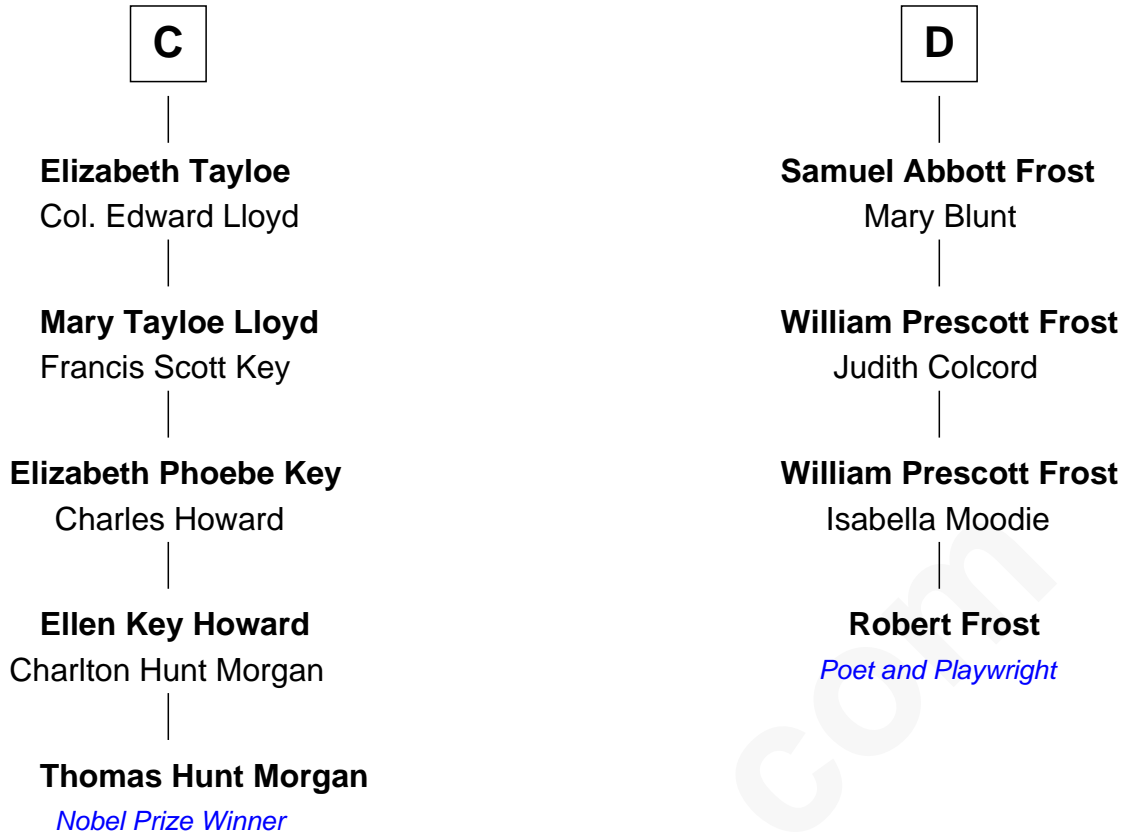 C
Elizabeth Tayloe
Col. Edward Lloyd
Mary Tayloe Lloyd
Francis Scott Key
Elizabeth Phoebe Key
Charles Howard
Ellen Key Howard
Charlton Hunt Morgan
Thomas Hunt Morgan
Nobel Prize Winner
D
Samuel Abbott Frost
Mary Blunt
William Prescott Frost
Judith Colcord
William Prescott Frost
Isabella Moodie
Robert Frost
Poet and Playwright
com